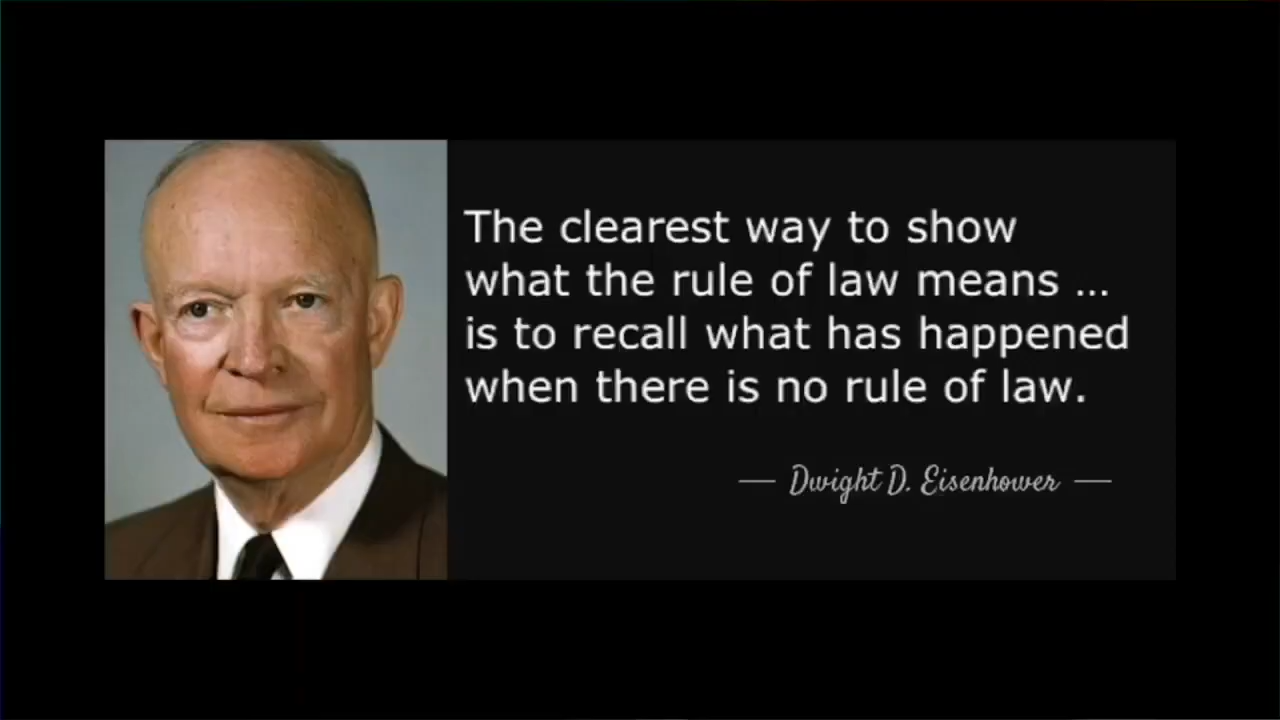 The clearest way to show
what the rule of law means ...
is to recall what has happened
when there is no rule of law.
— Dwight D. Eisenhower —